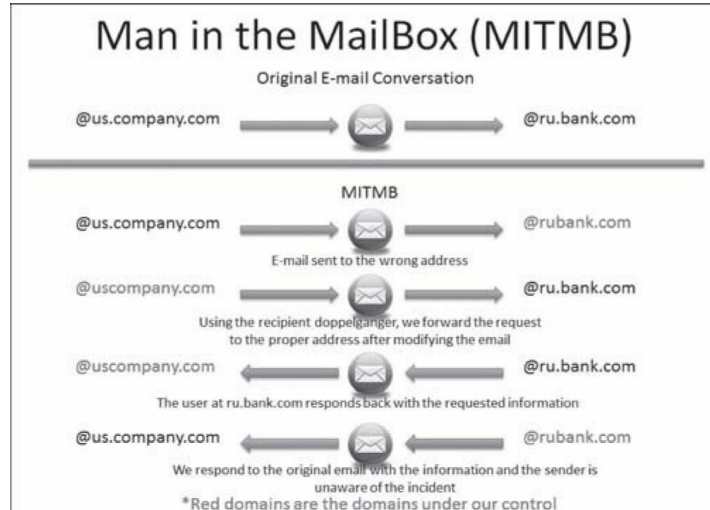 Man in the MailBox (MITMB)
Original E-mail Conversation
@us.company.com @ru.bank.com
MITMB
@us.company.com @rubank.com
E-mail sent to the wrong address
@uscompany.com @ru.bank.com
Using the recipient doppelganger, we forward the request
to the proper address after modifying the email
@uscompany.com @ru.bank.com
The user at ru.bank.com responds back with the requested information
@us.company.com @rubank.com
We respond to the original email with the information and the sender is
unaware of the incident
*Red domains are the domains under our control